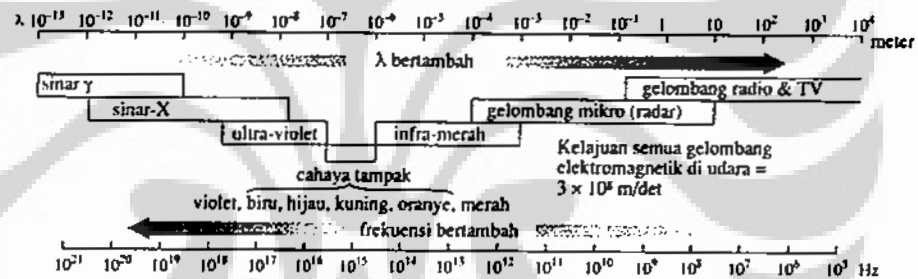 λ 10⁻¹³ 10⁻¹² 10⁻¹¹ 10⁻¹⁰ 10⁻⁹ 10⁻⁸ 10⁻⁷ 10⁻⁶ 10⁻⁵ 10⁻⁴ 10⁻³ 10⁻² 10⁻¹ 1 10 10² 10³ 10⁴
meter
λ bertambah
sinar γ
gelombang radio & TV
sinar-X
gelombang mikro (radar)
ultra-violet
infra-merah
cahaya tampak
violet, biru, hijau, kuning, oranye, merah
Kelajuan semua gelombang
elektromagnetik di udara =
3 × 10⁸ m/det
frekuensi bertambah
10²¹ 10²⁰ 10¹⁹ 10¹⁸ 10¹⁷ 10¹⁶ 10¹⁵ 10¹⁴ 10¹³ 10¹² 10¹¹ 10¹⁰ 10⁹ 10⁸ 10⁷ 10⁶ 10⁵ Hz